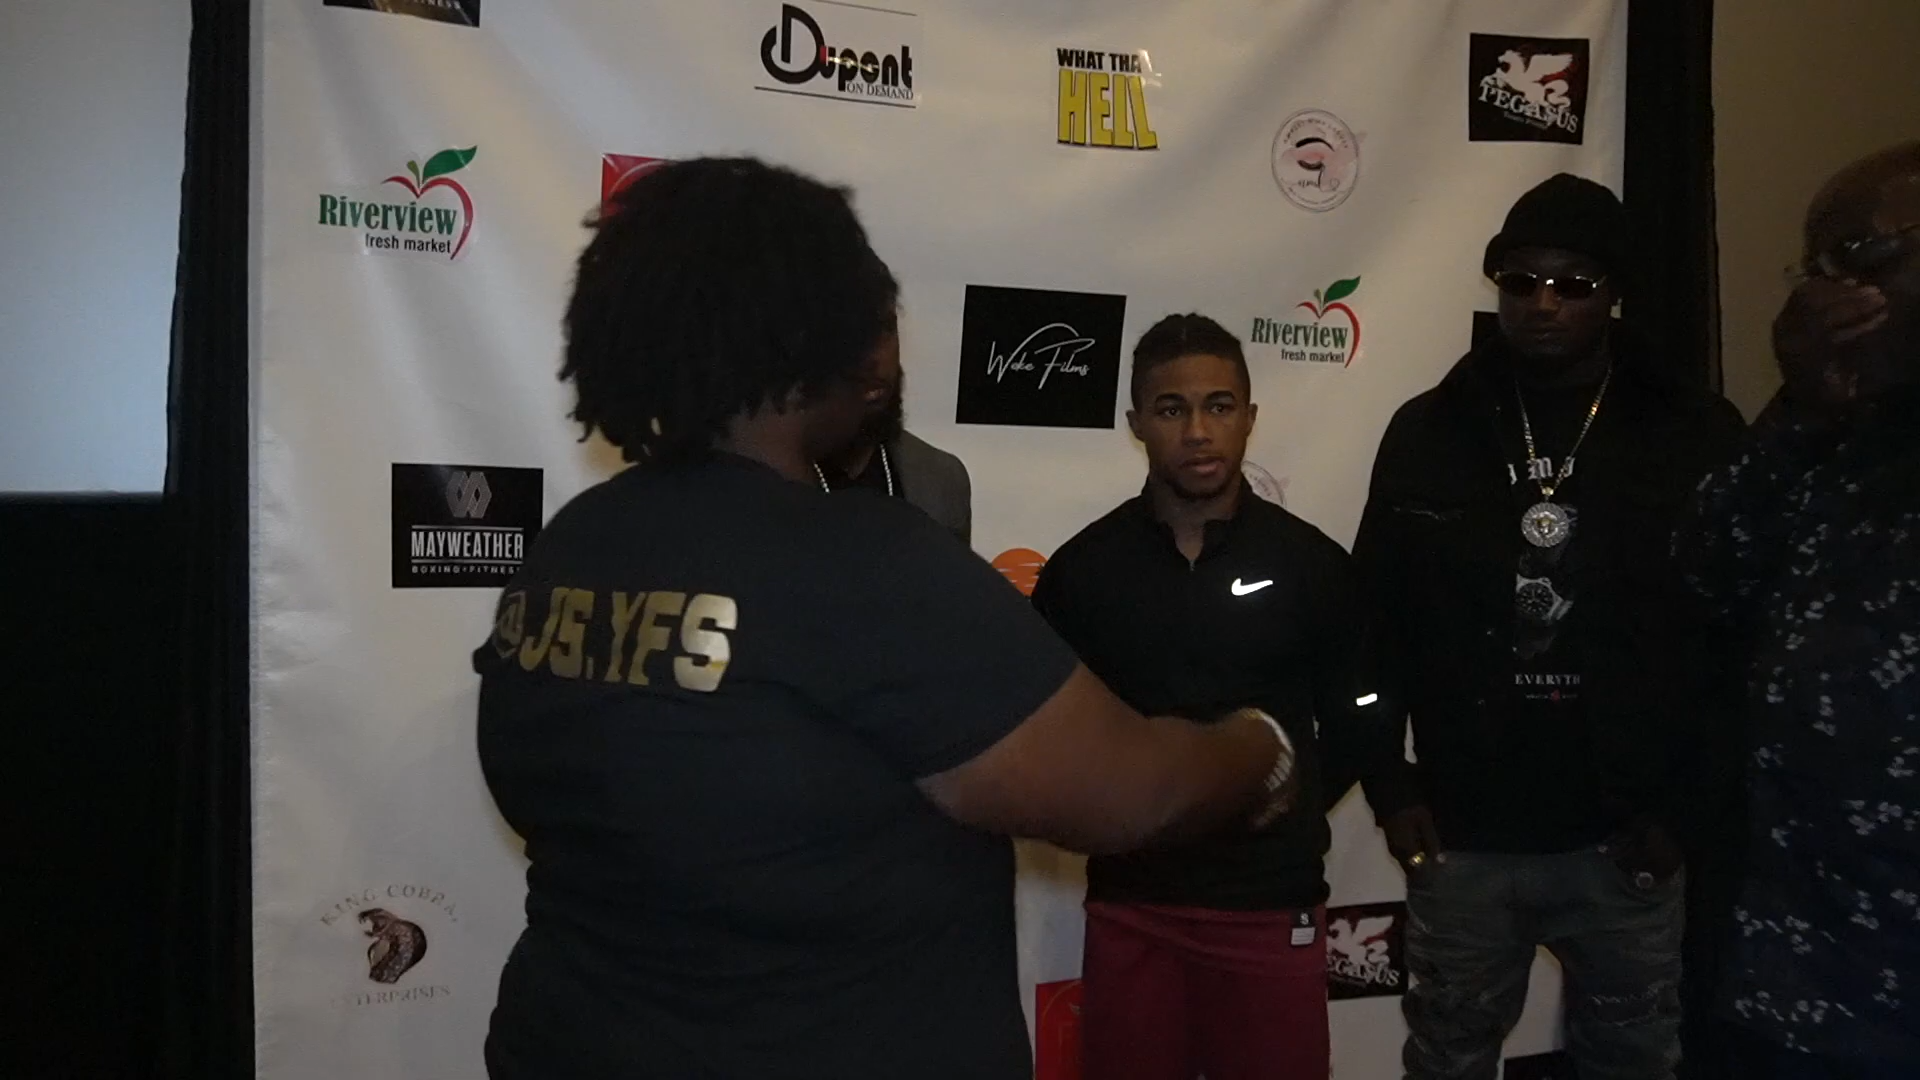 Dupont
ON DEMAND
WHAT THA
HELL
PEGASUS
Riverview
fresh market
Woke Films
Riverview
fresh market
MAYWEATHER
BOXING+FITNESS
@JS.YFS
EVERYTH
KING COBRA
ENTERPRISES
S
PEGASUS